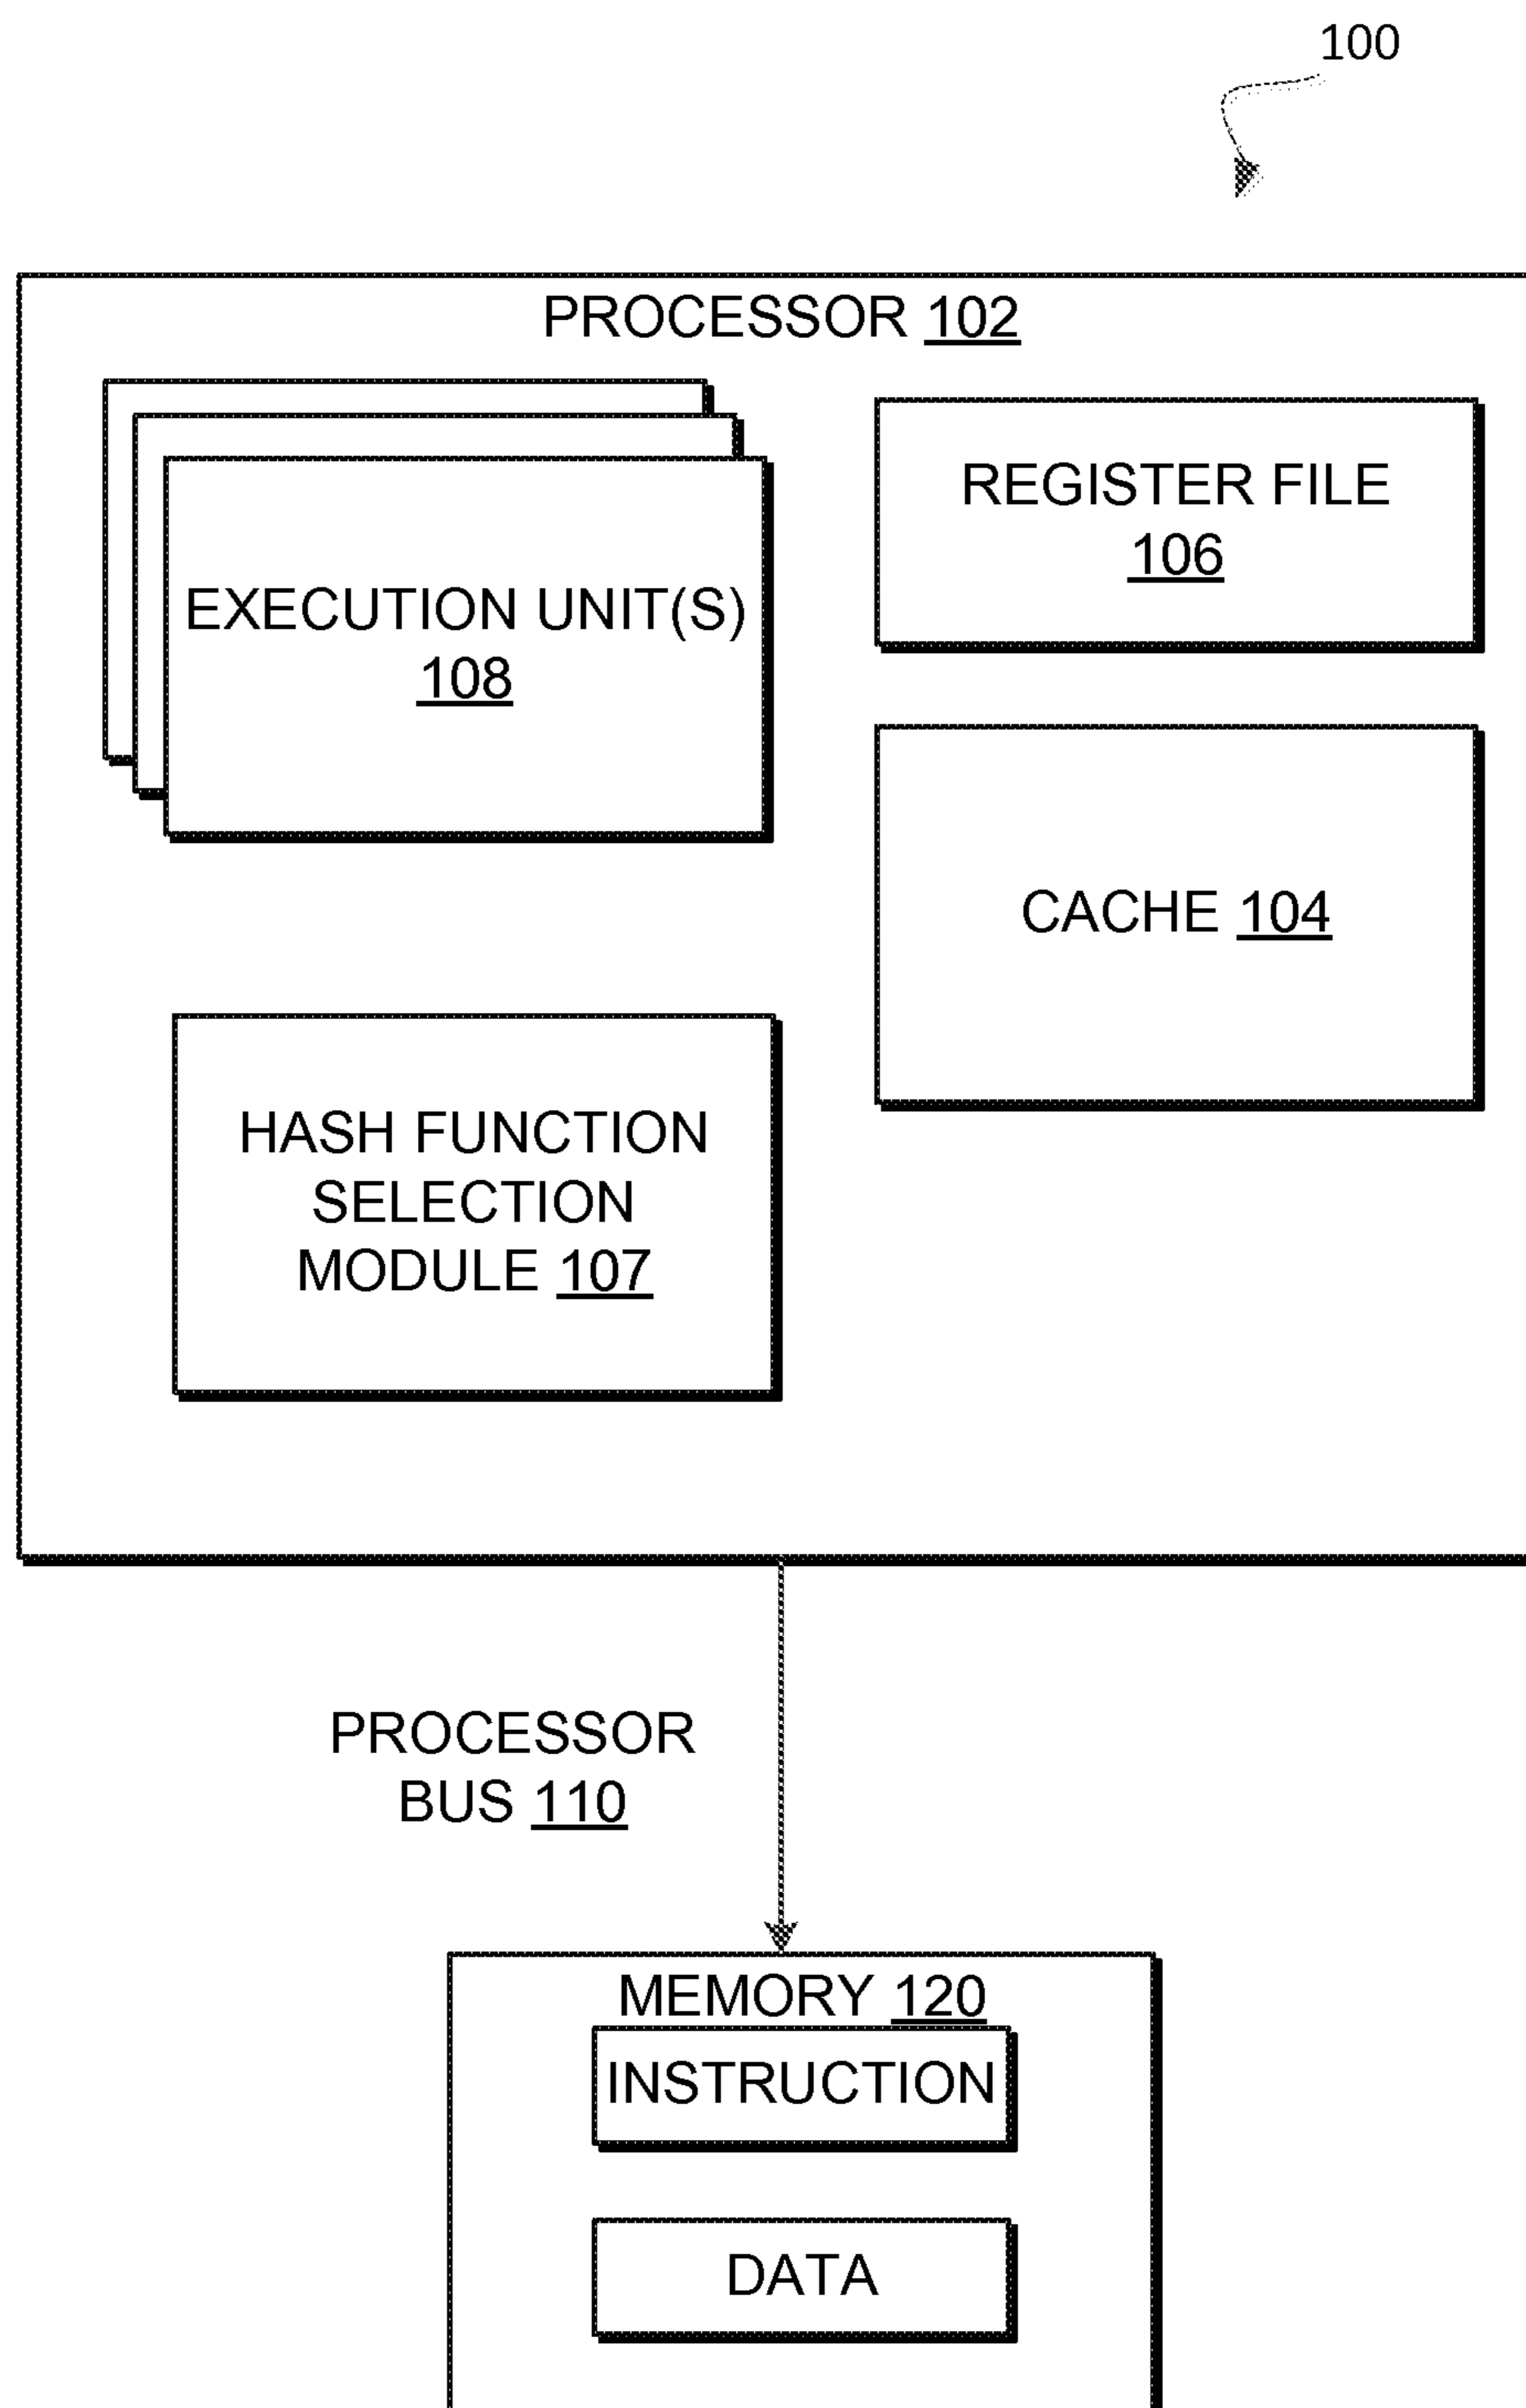 100
PROCESSOR 102
EXECUTION UNIT(S)
108
REGISTER FILE
106
CACHE 104
HASH FUNCTION
SELECTION
MODULE 107
PROCESSOR
BUS 110
MEMORY 120
INSTRUCTION
DATA